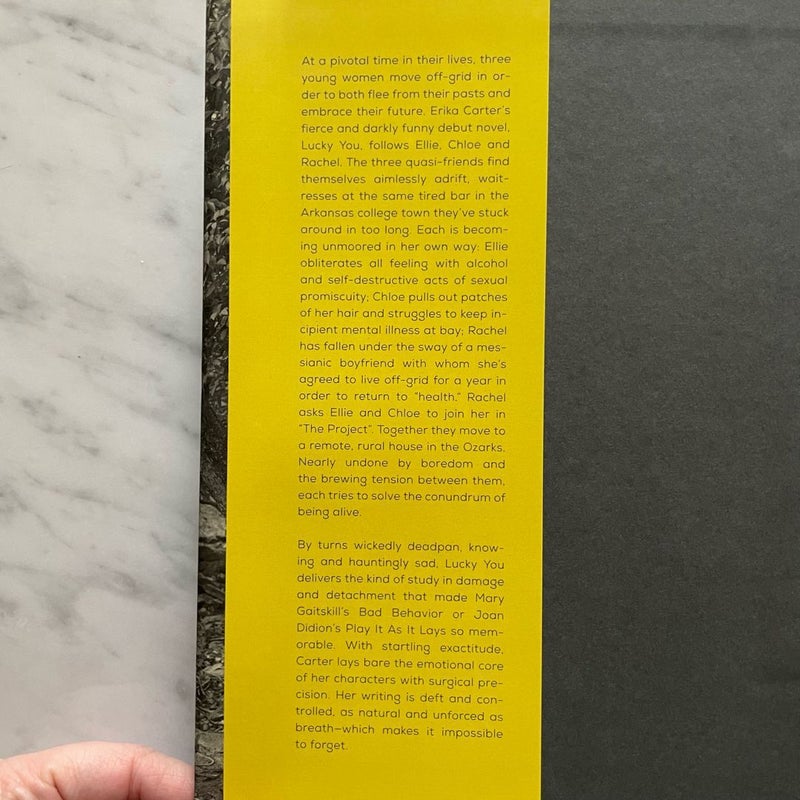 At a pivotal time in their lives, three
young women move off-grid in or-
der to both flee from their pasts and
embrace their future. Erika Carter's
fierce and darkly funny debut novel,
Lucky You, follows Ellie, Chloe and
Rachel. The three quasi-friends find
themselves aimlessly adrift, wait-
resses at the same tired bar in the
Arkansas college town they've stuck
around in too long. Each is becom-
ing unmoored in her own way: Ellie
obliterates all feeling with alcohol
and self-destructive acts of sexual
promiscuity; Chloe pulls out patches
of her hair and struggles to keep in-
cipient mental illness at bay; Rachel
has fallen under the sway of a mes-
sianic boyfriend with whom she's
agreed to live off-grid for a year in
order to return to "health." Rachel
asks Ellie and Chloe to join her in
"The Project". Together they move to
a remote, rural house in the Ozarks.
Nearly undone by boredom and
the brewing tension between them,
each tries to solve the conundrum of
being alive.
By turns wickedly deadpan, know-
ing and hauntingly sad, Lucky You
delivers the kind of study in damage
and detachment that made Mary
Gaitskill's Bad Behavior or Joan
Didion's Play It As It Lays so mem-
orable. With startling exactitude,
Carter lays bare the emotional core
of her characters with surgical pre-
cision. Her writing is deft and con-
trolled, as natural and unforced as
breath—which makes it impossible
to forget.